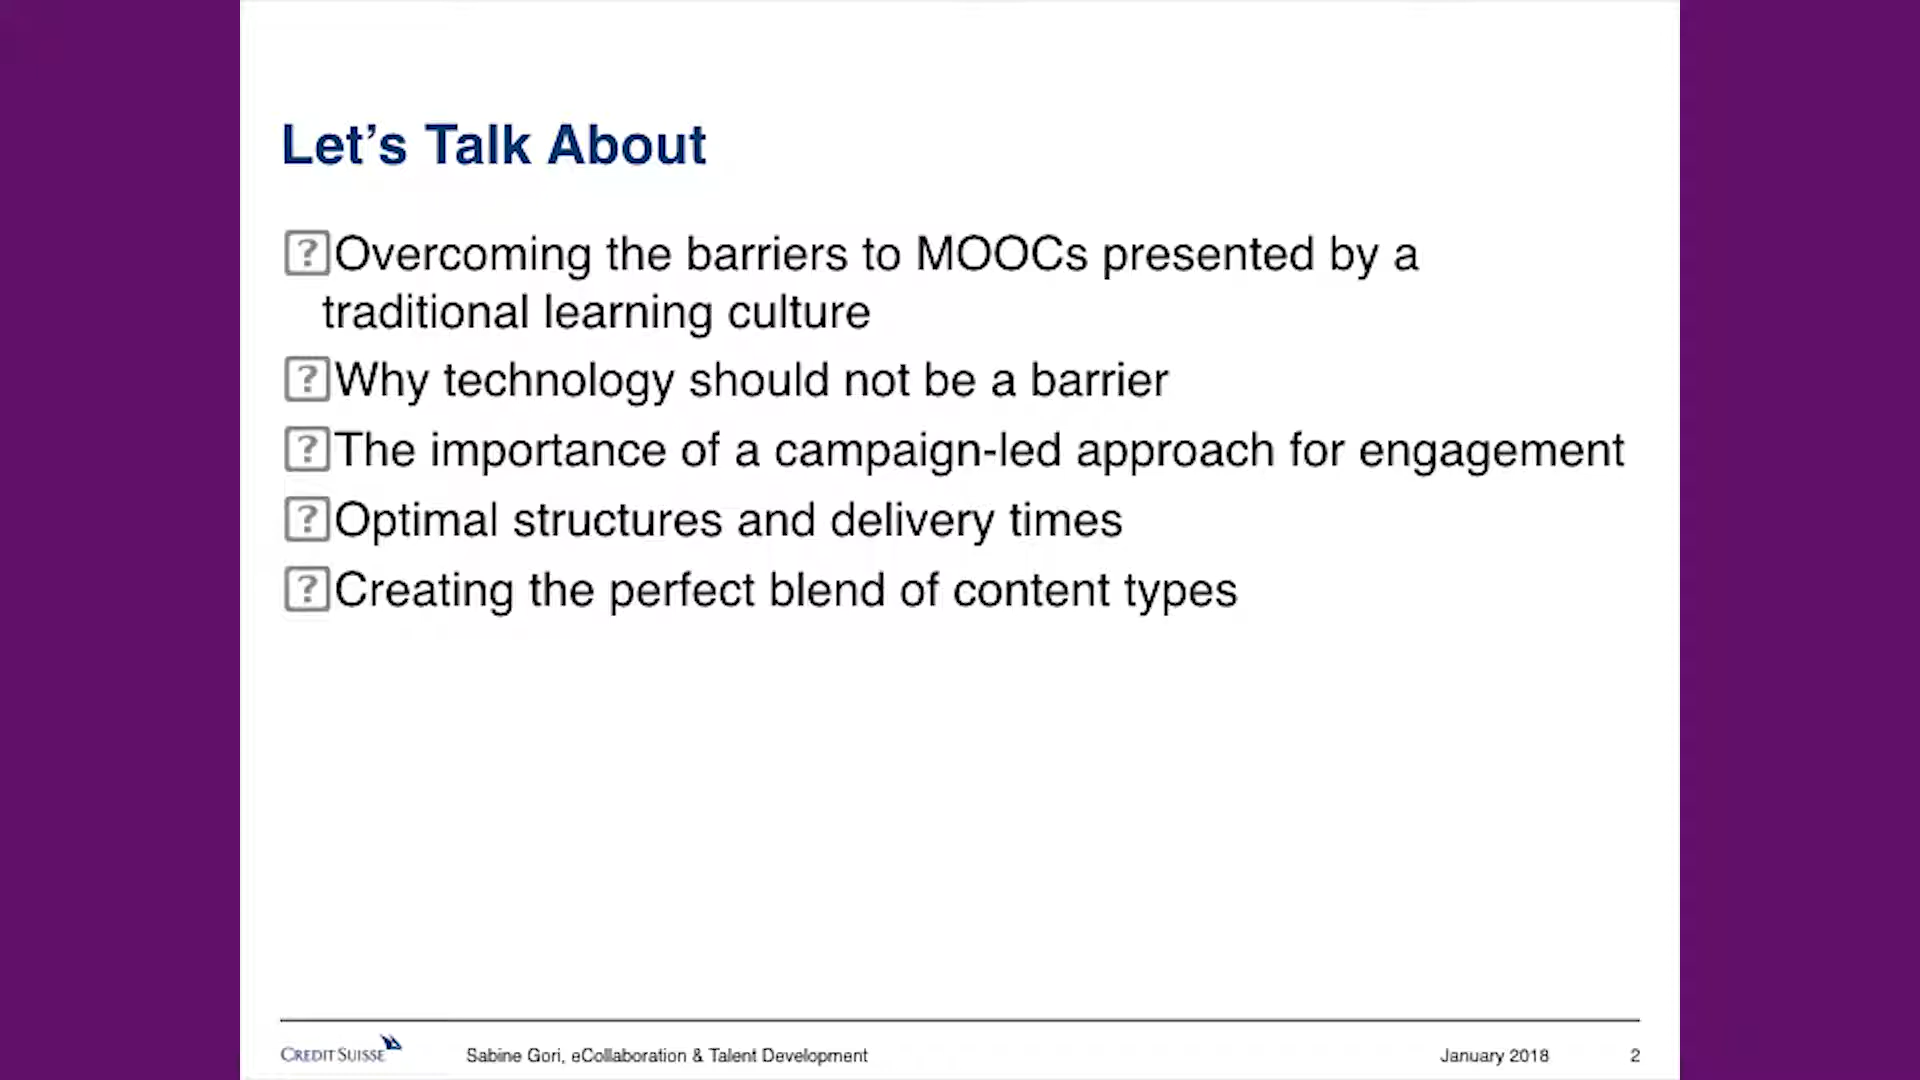 Let’s Talk About
Overcoming the barriers to MOOCs presented by a
traditional learning culture
Why technology should not be a barrier
The importance of a campaign-led approach for engagement
Optimal structures and delivery times
Creating the perfect blend of content types
CREDIT SUISSE Sabine Gori, eCollaboration & Talent Development January 2018 2